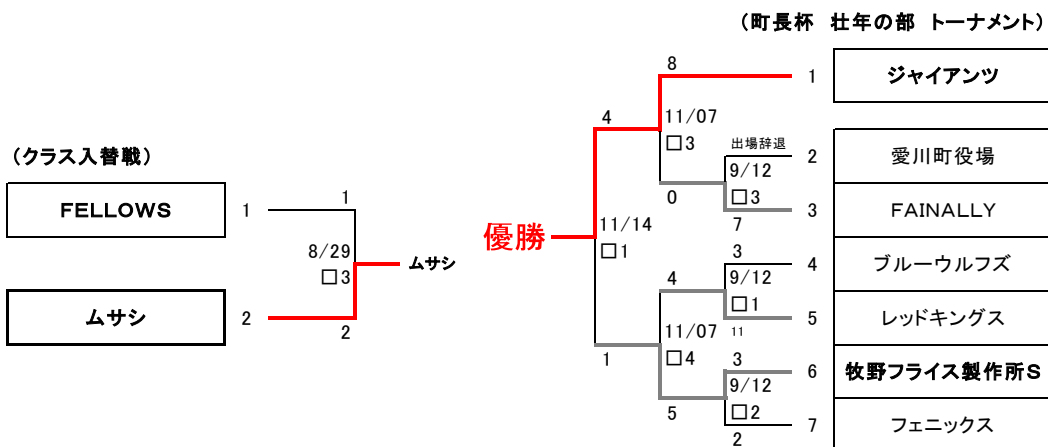 (町長杯 壮年の部 トーナメント)
8
1 ジャイアンツ
4
11/07
□3
出場辞退
2 愛川町役場
9/12
□3
0
7
3 FAINALLY
(クラス入替戦)
FELLOWS 1
1
8/29
□3
ムサシ
ムサシ 2
2
優勝
11/14
□1
3
4 ブルーウルフズ
4
9/12
□1
5 レッドキングス
11
11/07
□4
1
3
6 牧野フライス製作所S
9/12
□2
5
7 フェニックス
2